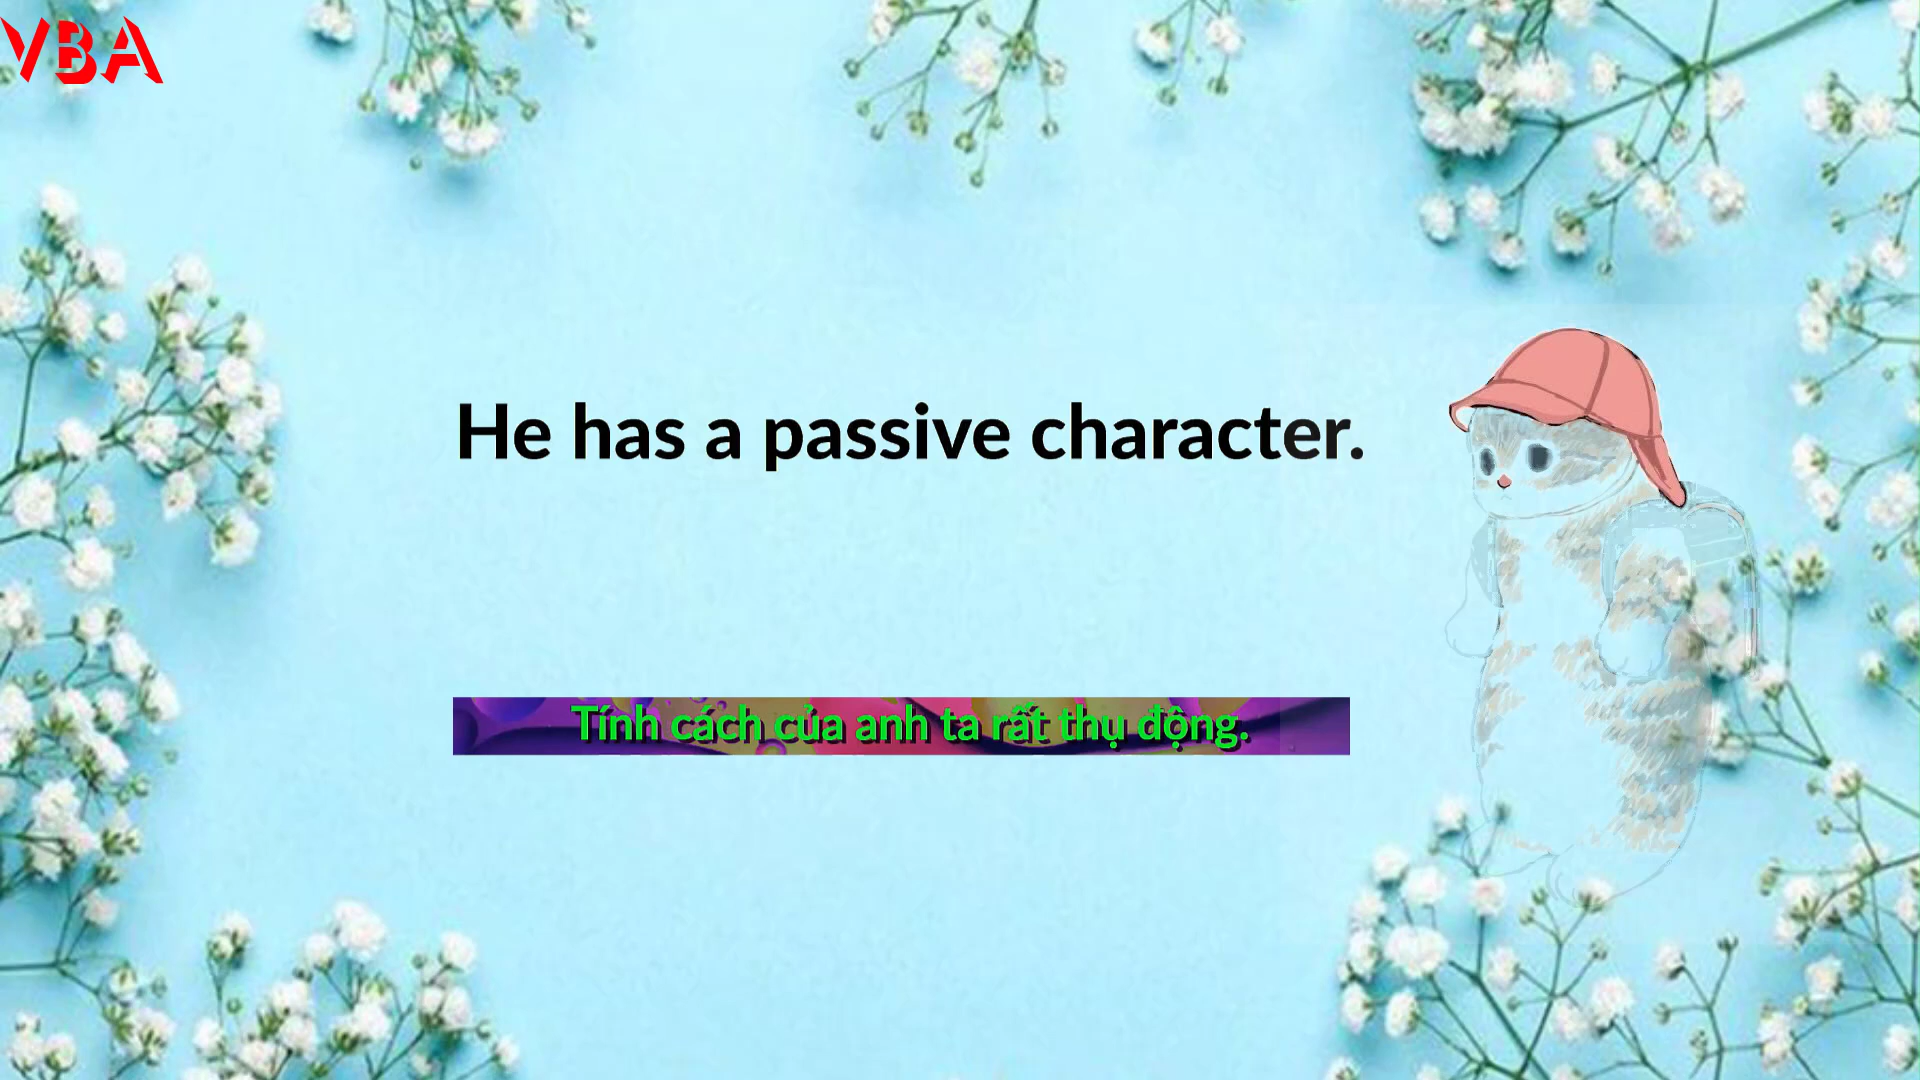 VBA
He has a passive character.
Tính cách của anh ta rất thụ động.